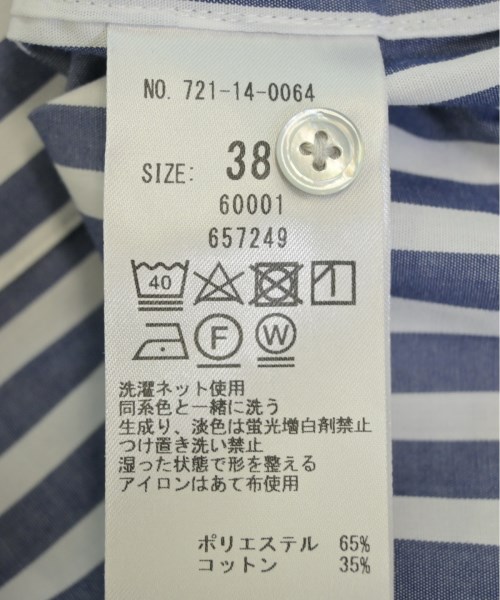 NO. 721-14-0064
SIZE: 38
60001
657249
40
F W
洗濯ネット使用
同系色と一緒に洗う
生成り、淡色は蛍光増白剤禁止
つけ置き洗い禁止
湿った状態で形を整える
アイロンはあて布使用
ポリエステル 65%
コットン 35%